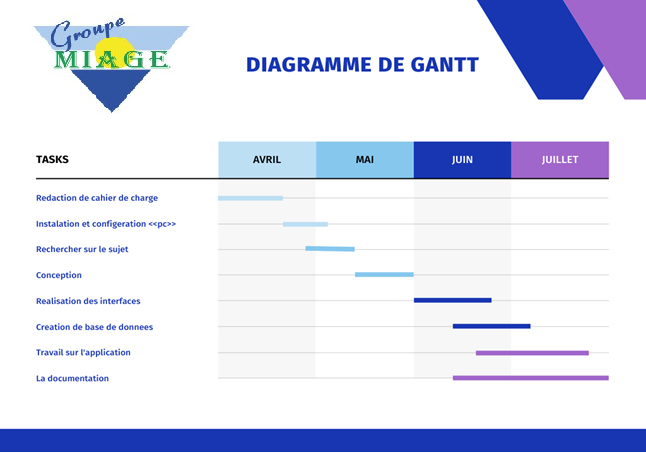 Groupe
MIAGE
DIAGRAMME DE GANTT
TASKS AVRIL MAI JUIN JUILLET
Redaction de cahier de charge
Instalation et configeration <<pc>>
Rechercher sur le sujet
Conception
Realisation des interfaces
Creation de base de donnees
Travail sur l'application
La documentation